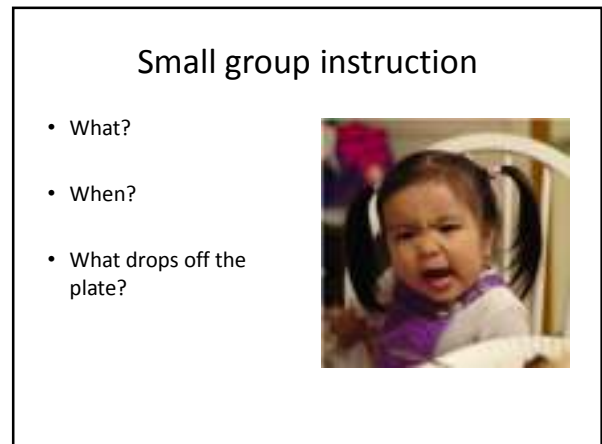 Small group instruction
• What?
• When?
• What drops off the
plate?